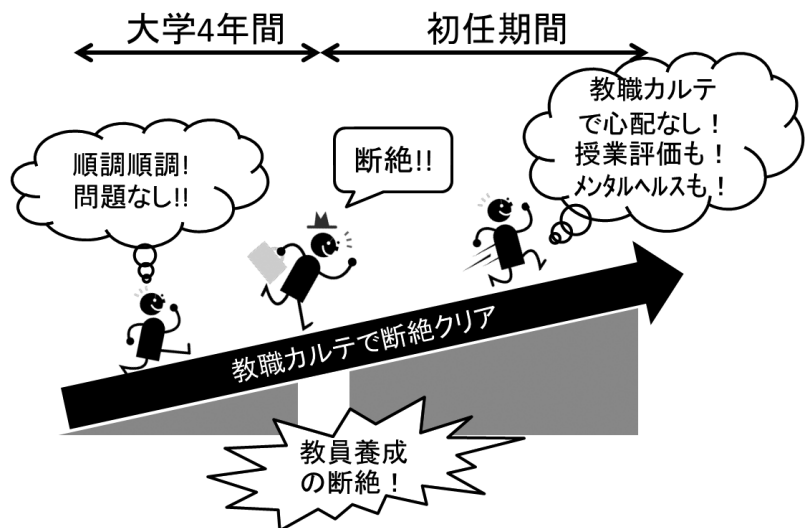 大学4年間
初任期間
順調順調!
問題なし!!
断絶!!
教職カルテ
で心配なし！
授業評価も！
メンタルヘルスも！
教職カルテで断絶クリア
教員養成
の断絶！